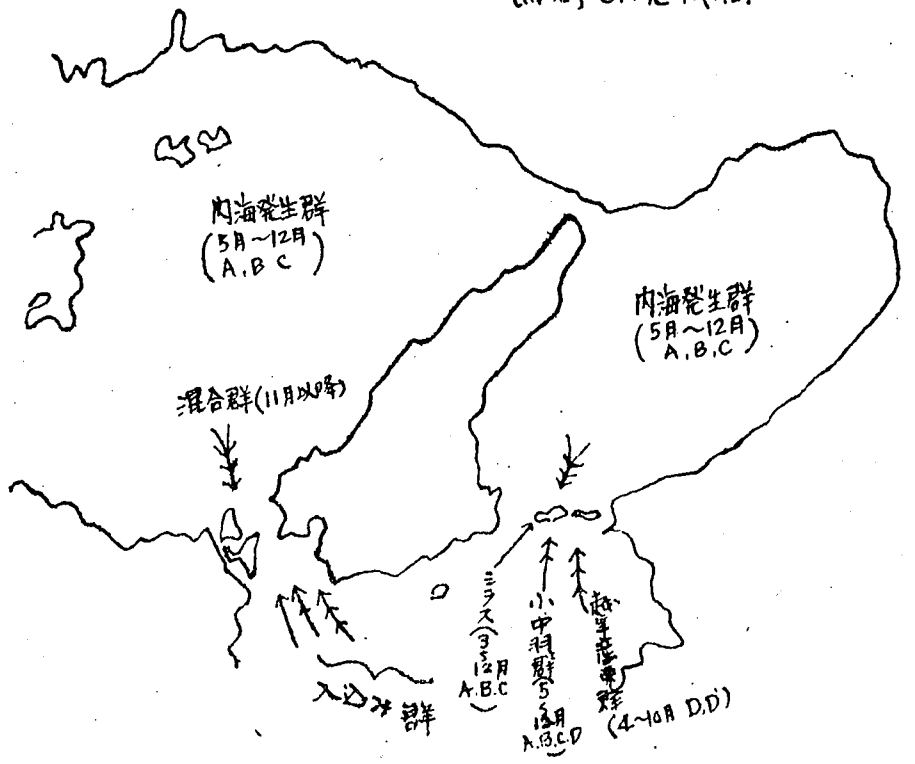 内海発生群
(5月〜12月)
A,B C
内海発生群
(5月〜12月)
A,B,C
混合群(11月以降)
シラス(3〜12月
A.B.C)
小中羽群(5〜12月
A.B.C.D)
越年産卵群
(4〜10月 D,D')
入込み群